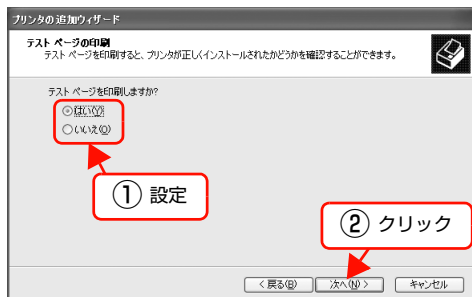 プリンタの追加ウィザード
テスト ページの印刷
テスト ページを印刷すると、プリンタが正しくインストールされたかどうかを確認することができます。
テスト ページを印刷しますか?
はい(Y)
いいえ(O)
① 設定
② クリック
< 戻る(B)
次へ(N) >
キャンセル